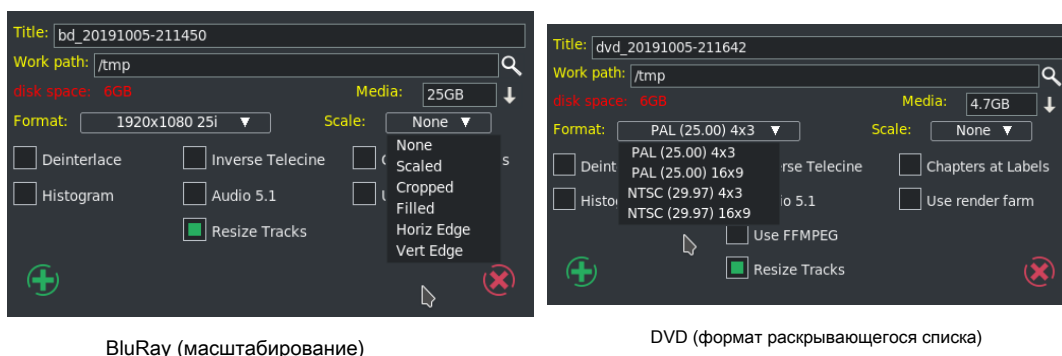 Title: bd_20191005-211450
Work path: /tmp
disk space: 6GB Media: 25GB
Format: 1920x1080 25i Scale: None
None
Scaled
Cropped
Filled
Horiz Edge
Vert Edge
Deinterlace Inverse Telecine
Histogram Audio 5.1
Resize Tracks
BluRay (масштабирование)
Title: dvd_20191005-211642
Work path: /tmp
disk space: 6GB Media: 4.7GB
Format: PAL (25.00) 4x3 Scale: None
PAL (25.00) 4x3
PAL (25.00) 16x9
NTSC (29.97) 4x3
NTSC (29.97) 16x9
Telecine Chapters at Labels
5.1 Use render farm
Use FFMPEG
Resize Tracks
DVD (формат раскрывающегося списка)